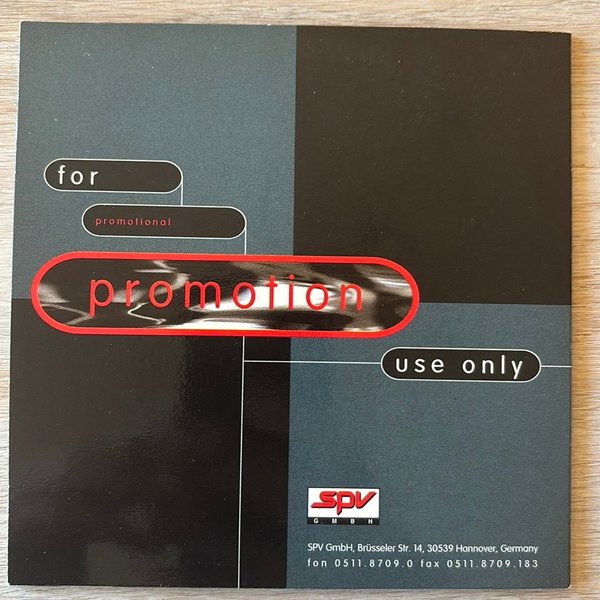 for
promotional
promotion
use only
spv
GMBH
SPV GmbH, Brüsseler Str. 14, 30539 Hannover, Germany
fon 0511.8709.0 fax 0511.8709.183